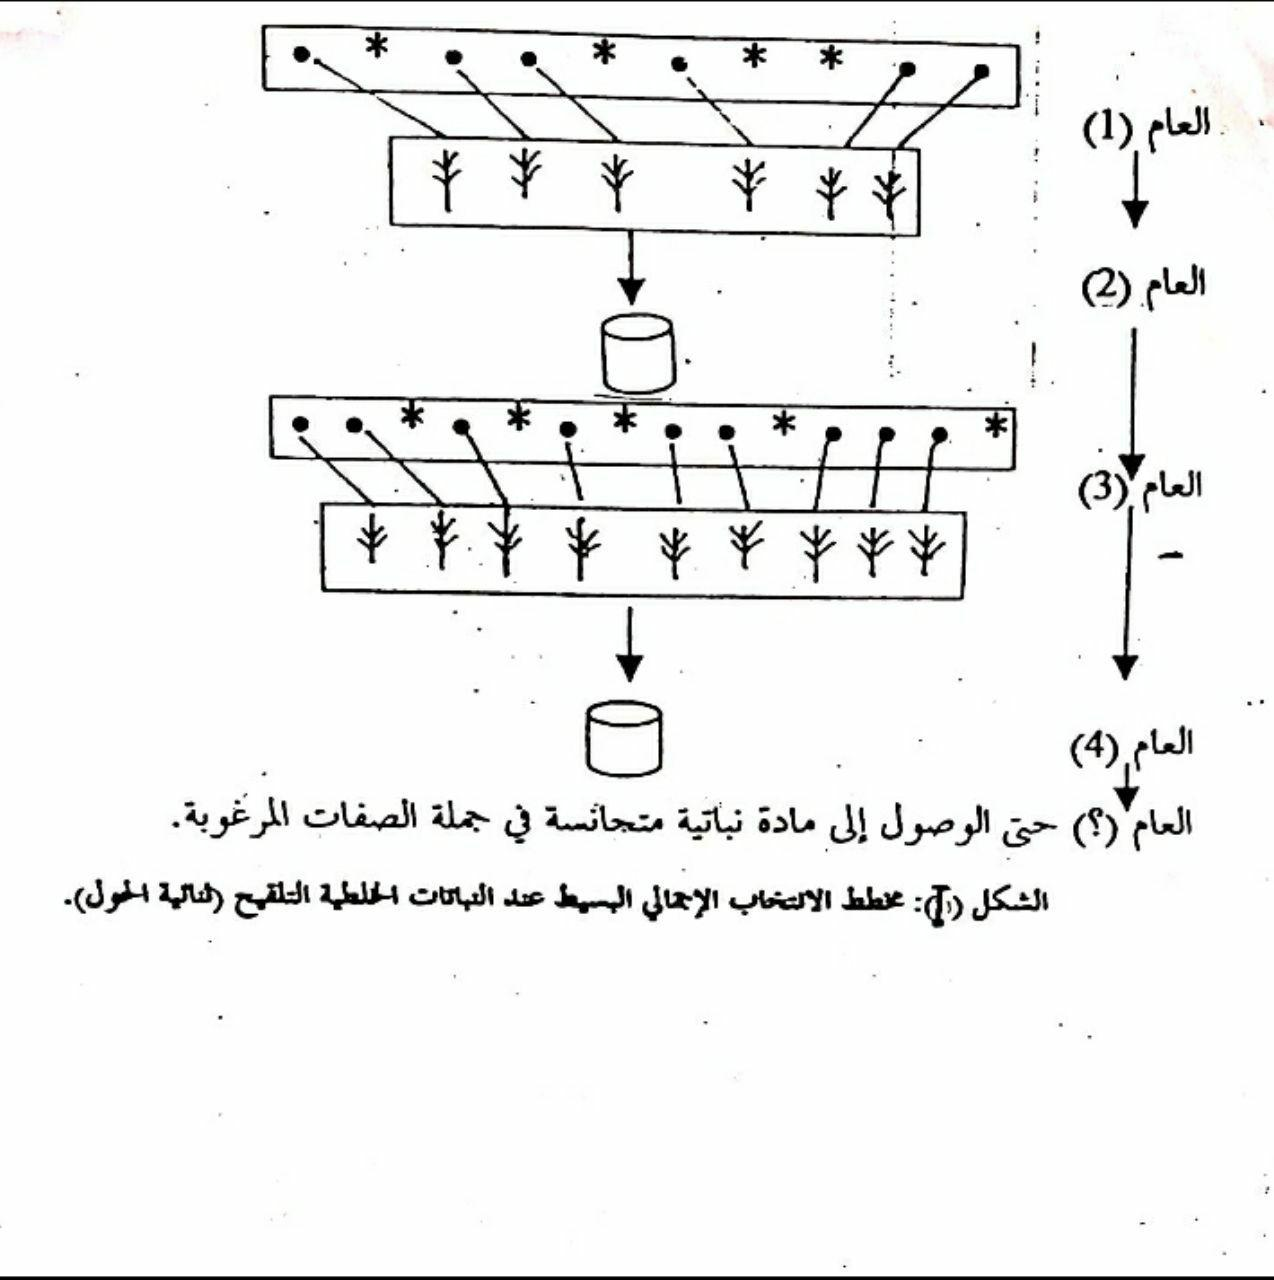 العام (1)
العام (2)
العام (3)
العام (4)
العام (؟) حتى الوصول إلى مادة نباتية متجانسة في جملة الصفات المرغوبة.
الشكل (1): مخطط الانتخاب الإجمالي البسيط عند النباتات الخلطية التلقيح (ثنائية الحول).